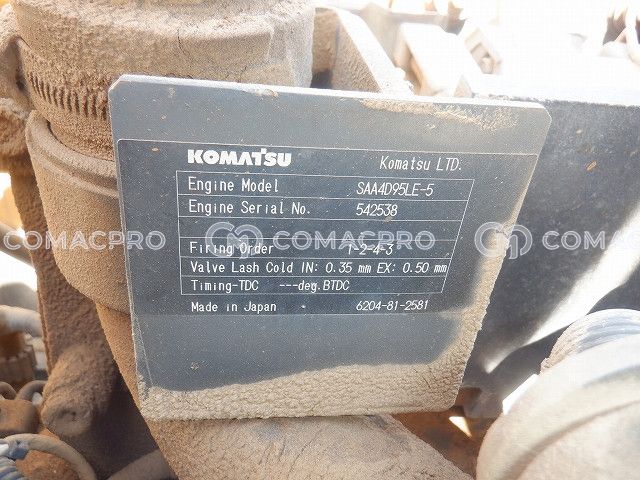 KOMATSU Komatsu LTD.
Engine Model SAA4D95LE-5
Engine Serial No. 542538
COMACPRO COMACPRO COMACPRO
Firing Order 1-2-4-3
Valve Lash Cold IN: 0.35 mm EX: 0.50 mm
Timing-TDC ---deg.BTDC
Made in Japan 6204-81-2581